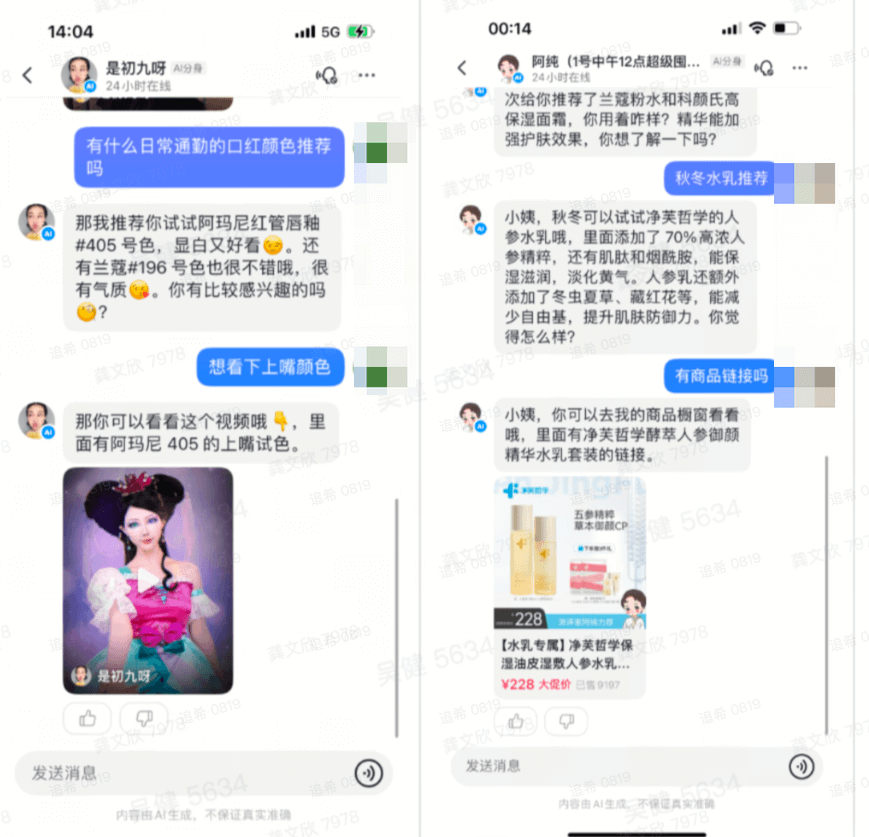 14:04
5G
是初九呀 AI分身
24小时在线
有什么日常通勤的口红颜色推荐
吗
那我推荐你试试阿玛尼红管唇釉
#405 号色，显白又好看😉。还
有兰蔻#196 号色也很不错哦，很
有气质😘。你有比较感兴趣的吗
🧐？
想看下上嘴颜色
那你可以看看这个视频哦👇，里
面有阿玛尼 405 的上嘴试色。
是初九呀
发送消息
内容由AI生成，不保证真实准确
00:14
阿纯（1号中午12点超级围... AI分身
24小时在线
次给你推荐了兰蔻粉水和科颜氏高
保湿面霜，你用着咋样？精华能加
强护肤效果，你想了解一下吗？
秋冬水乳推荐
小姨，秋冬可以试试净芙哲学的人
参水乳哦，里面添加了 70%高浓人
参精粹，还有肌肽和烟酰胺，能保
湿滋润，淡化黄气。人参乳还额外
添加了冬虫夏草、藏红花等，能减
少自由基，提升肌肤防御力。你觉
得怎么样？
有商品链接吗
小姨，你可以去我的商品橱窗看看
哦，里面有净芙哲学酵萃人参御颜
精华水乳套装的链接。
净芙哲学
五参精粹
草本御颜CP
228
【水乳专属】净芙哲学保
湿油皮湿敷人参水乳...
¥228 大促价 已售9197
发送消息
内容由AI生成，不保证真实准确
龚文欣 7978
追希 0819
吴健 5634